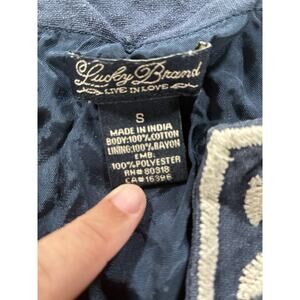 Lucky Brand
LIVE IN LOVE
S
MADE IN INDIA
BODY:100%COTTON
LINING:100%RAYON
EMB.
100%POLYESTER
RN#80318
CA#16396